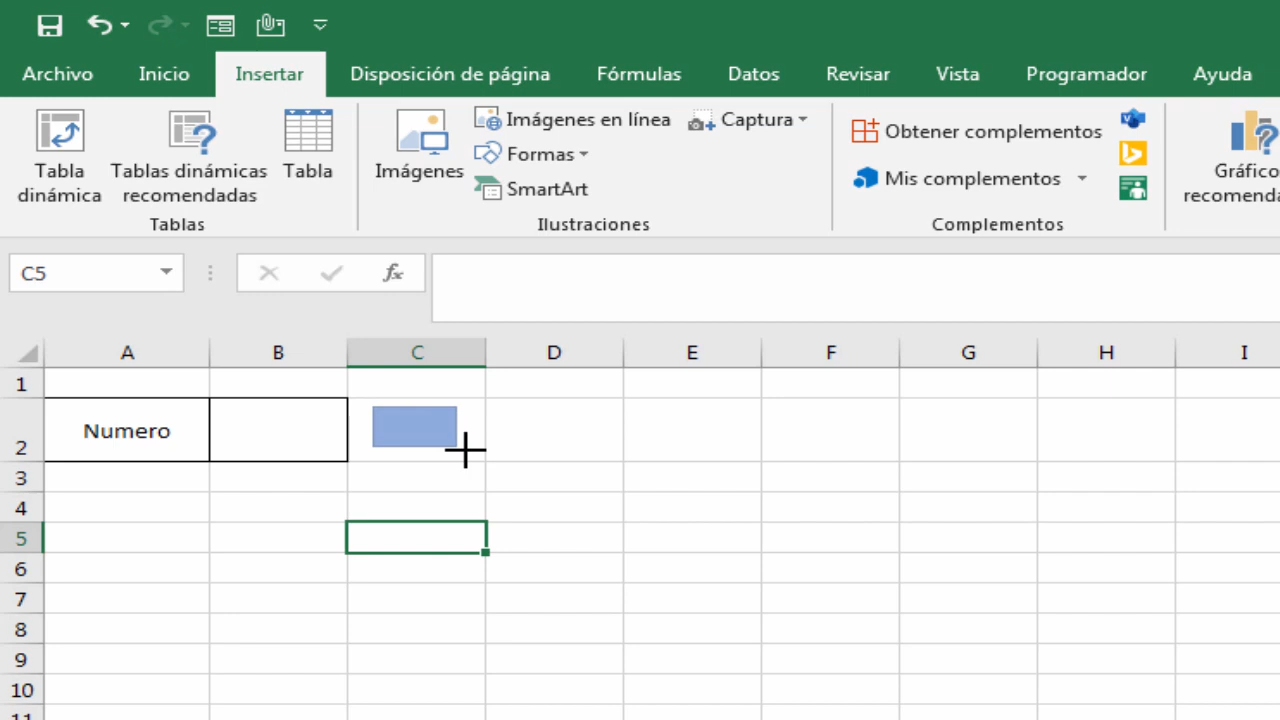 Archivo Inicio Insertar Disposición de página Fórmulas Datos Revisar Vista Programador Ayuda
Tabla dinámica
Tablas dinámicas recomendadas
Tabla
Tablas
Imágenes
Imágenes en línea
Formas
SmartArt
Captura
Ilustraciones
Obtener complementos
Mis complementos
Complementos
Gráfico
recomenda
C5 fx
A B C D E F G H I
1
2 Numero
3
4
5
6
7
8
9
10
11